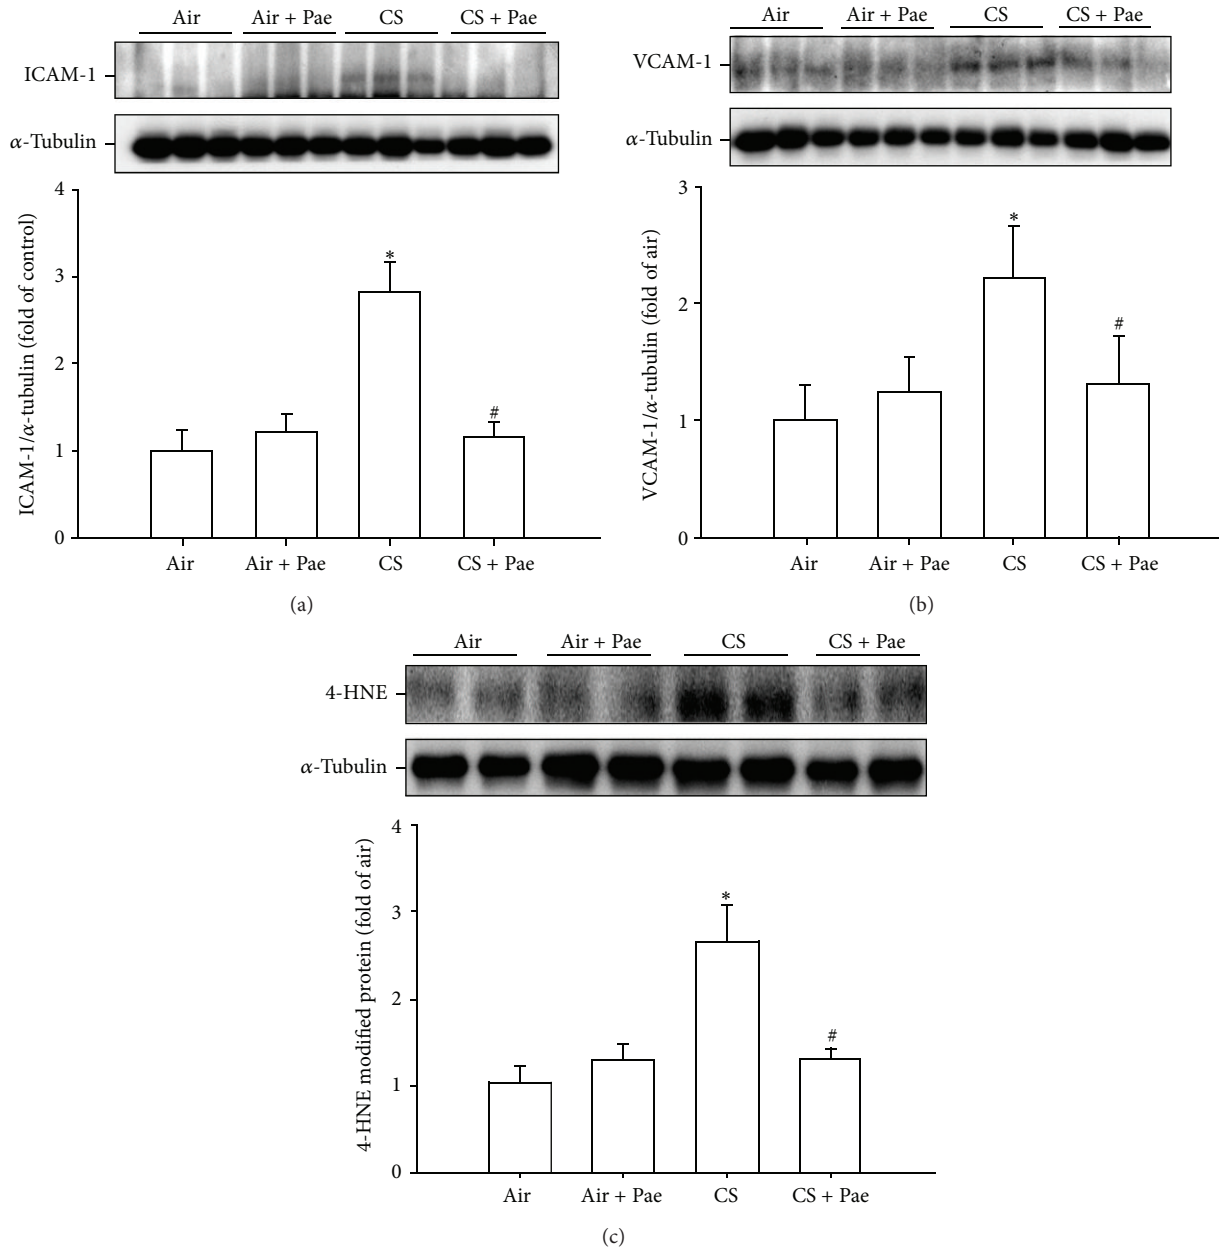 Air Air + Pae CS CS + Pae
ICAM-1
α-Tubulin
4
3
2
1
0
ICAM-1/α-tubulin (fold of control)
*
#
Air Air + Pae CS CS + Pae
(a)
Air Air + Pae CS CS + Pae
VCAM-1
α-Tubulin
3
2
1
0
VCAM-1/α-tubulin (fold of air)
*
#
Air Air + Pae CS CS + Pae
(b)
Air Air + Pae CS CS + Pae
4-HNE
α-Tubulin
4
3
2
1
0
4-HNE modified protein (fold of air)
*
#
Air Air + Pae CS CS + Pae
(c)